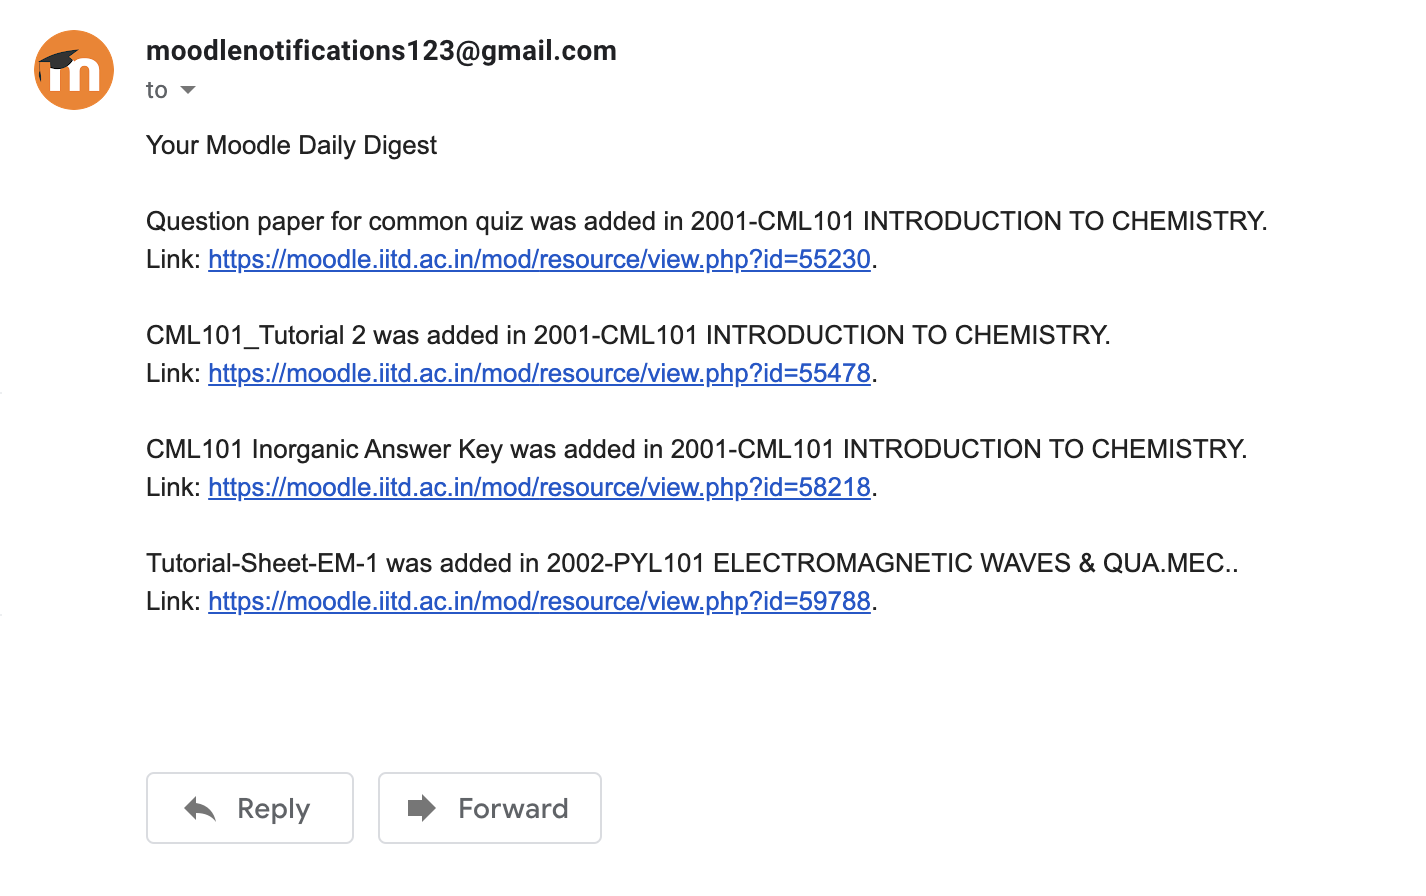 moodlenotifications123@gmail.com
to
Your Moodle Daily Digest
Question paper for common quiz was added in 2001-CML101 INTRODUCTION TO CHEMISTRY.
Link: https://moodle.iitd.ac.in/mod/resource/view.php?id=55230.
CML101_Tutorial 2 was added in 2001-CML101 INTRODUCTION TO CHEMISTRY.
Link: https://moodle.iitd.ac.in/mod/resource/view.php?id=55478.
CML101 Inorganic Answer Key was added in 2001-CML101 INTRODUCTION TO CHEMISTRY.
Link: https://moodle.iitd.ac.in/mod/resource/view.php?id=58218.
Tutorial-Sheet-EM-1 was added in 2002-PYL101 ELECTROMAGNETIC WAVES & QUA.MEC..
Link: https://moodle.iitd.ac.in/mod/resource/view.php?id=59788.
Reply
Forward